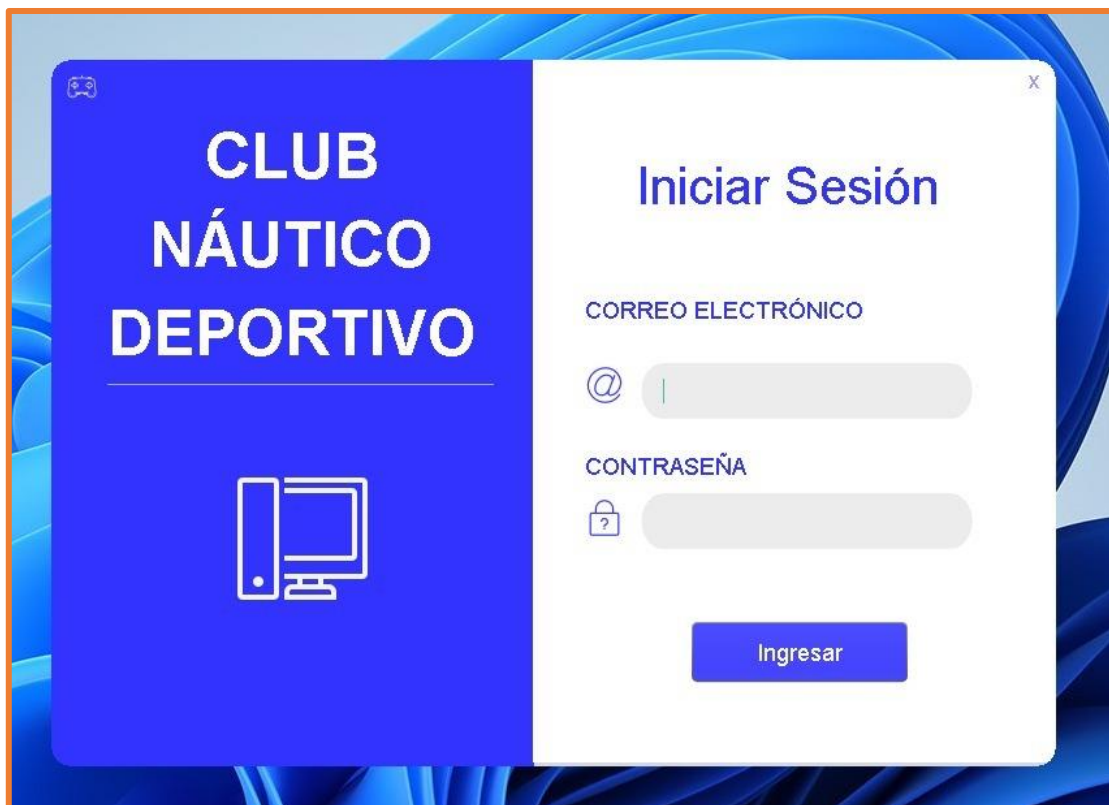 X
CLUB
NÁUTICO
DEPORTIVO
Iniciar Sesión
CORREO ELECTRÓNICO
@
CONTRASEÑA
?
Ingresar